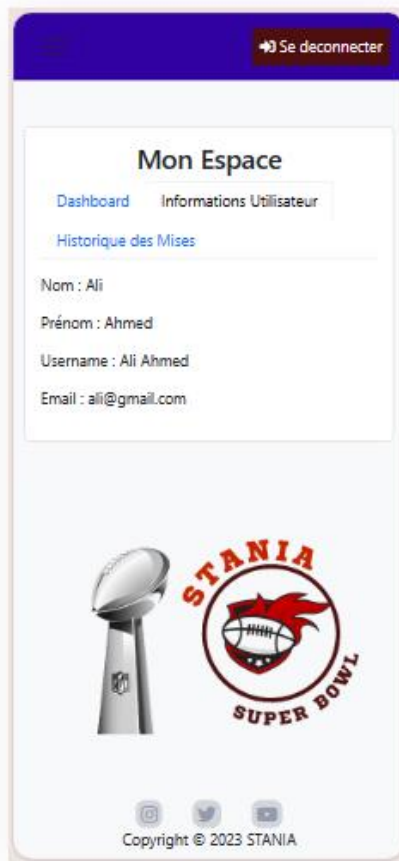 Se deconnecter
Mon Espace
Dashboard Informations Utilisateur
Historique des Mises
Nom : Ali
Prénom : Ahmed
Username : Ali Ahmed
Email : ali@gmail.com
STANIA
SUPER BOWL
NFL
Copyright © 2023 STANIA